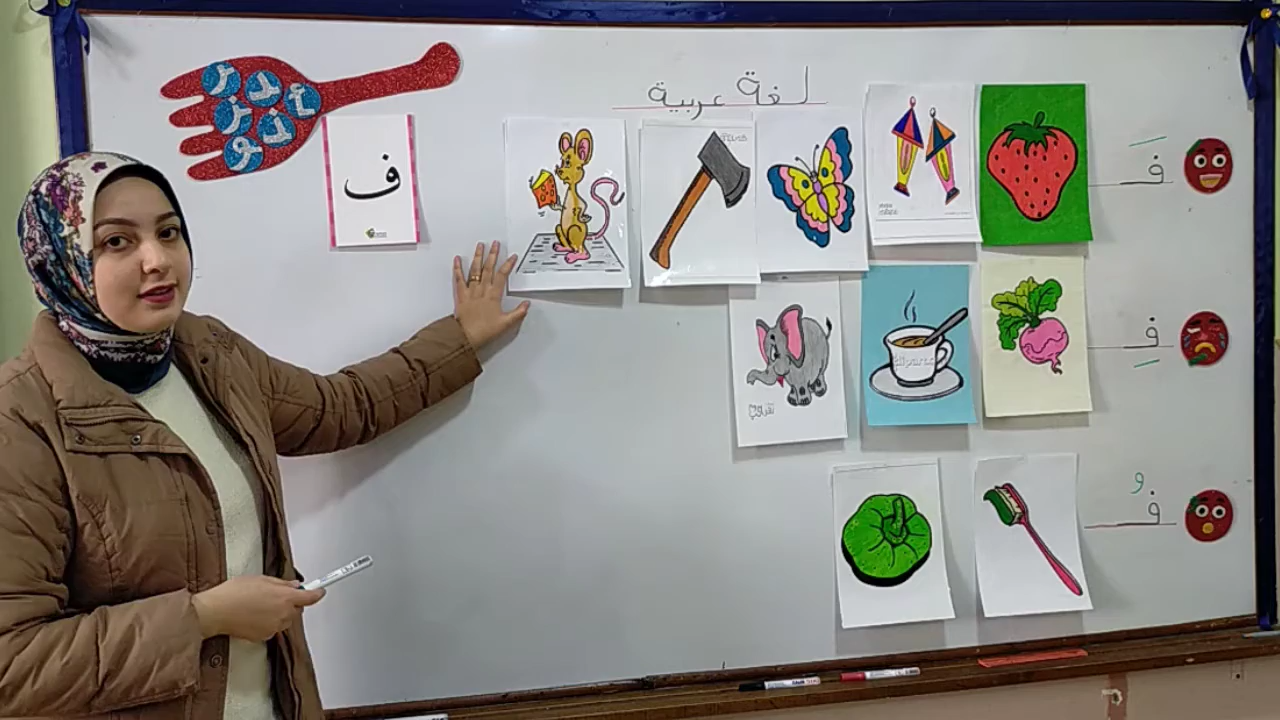 لغة عربية
أ د ر
ذ ز
و
ف
فَ
فِ
فُ